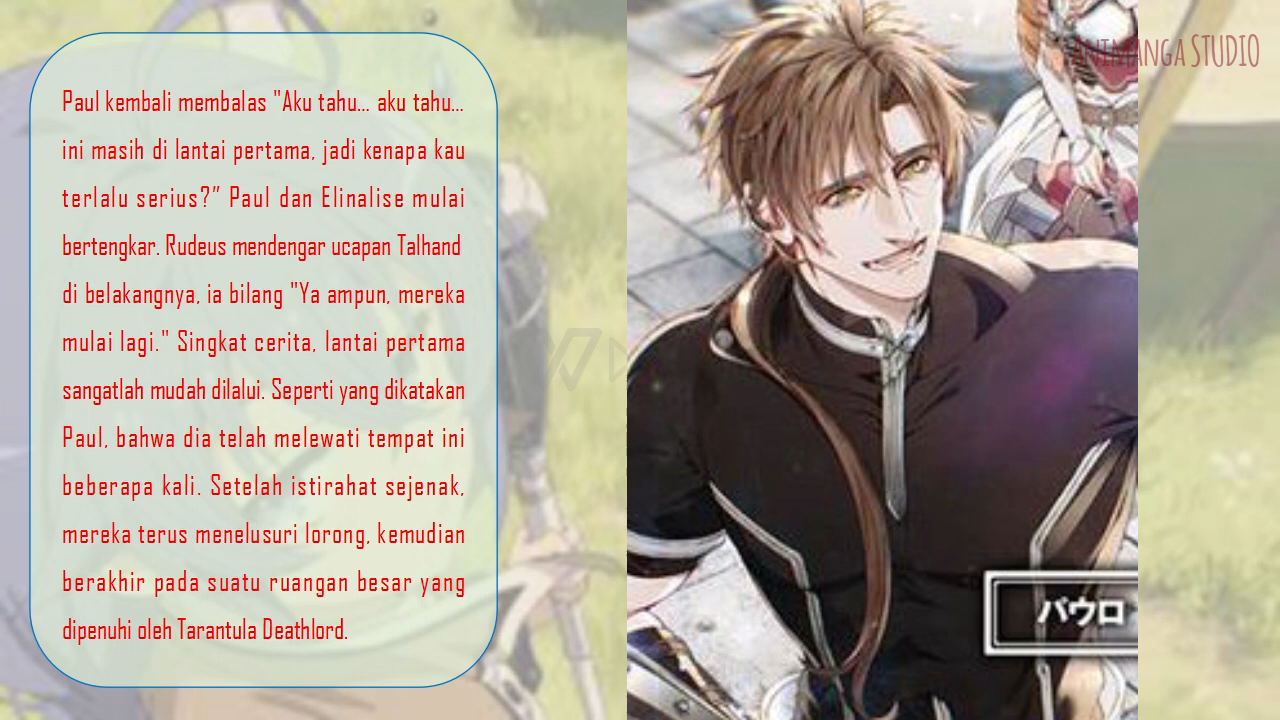 Paul kembali membalas "Aku tahu... aku tahu...
ini masih di lantai pertama, jadi kenapa kau
terlalu serius?” Paul dan Elinalise mulai
bertengkar. Rudeus mendengar ucapan Talhand
di belakangnya, ia bilang "Ya ampun, mereka
mulai lagi." Singkat cerita, lantai pertama
sangatlah mudah dilalui. Seperti yang dikatakan
Paul, bahwa dia telah melewati tempat ini
beberapa kali. Setelah istirahat sejenak,
mereka terus menelusuri lorong, kemudian
berakhir pada suatu ruangan besar yang
dipenuhi oleh Tarantula Deathlord.
ANIMANGA STUDIO
パウロ